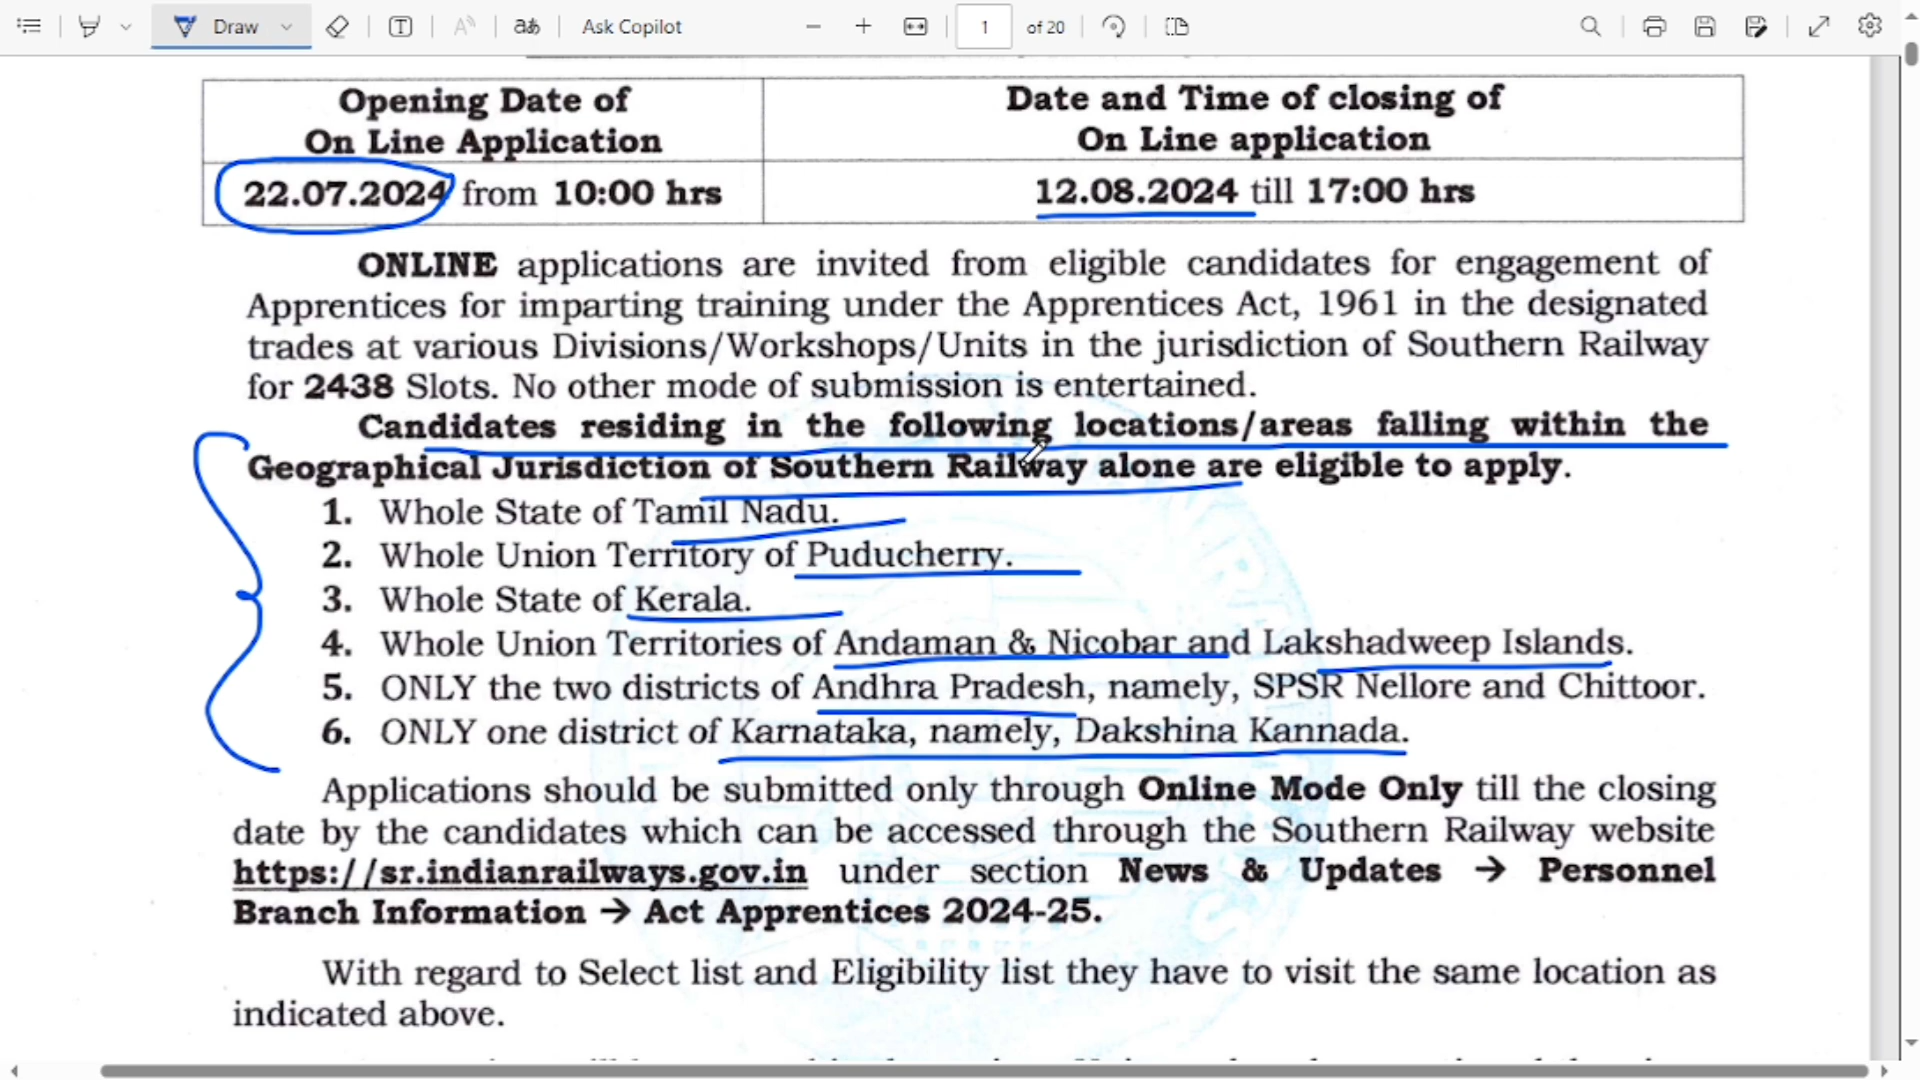 Draw
Ask Copilot
1 of 20
Opening Date of
On Line Application
Date and Time of closing of
On Line application
22.07.2024 from 10:00 hrs
12.08.2024 till 17:00 hrs
ONLINE applications are invited from eligible candidates for engagement of
Apprentices for imparting training under the Apprentices Act, 1961 in the designated
trades at various Divisions/Workshops/Units in the jurisdiction of Southern Railway
for 2438 Slots. No other mode of submission is entertained.
Candidates residing in the following locations/areas falling within the
Geographical Jurisdiction of Southern Railway alone are eligible to apply.
1. Whole State of Tamil Nadu.
2. Whole Union Territory of Puducherry.
3. Whole State of Kerala.
4. Whole Union Territories of Andaman & Nicobar and Lakshadweep Islands.
5. ONLY the two districts of Andhra Pradesh, namely, SPSR Nellore and Chittoor.
6. ONLY one district of Karnataka, namely, Dakshina Kannada.
Applications should be submitted only through Online Mode Only till the closing
date by the candidates which can be accessed through the Southern Railway website
https://sr.indianrailways.gov.in under section News & Updates → Personnel
Branch Information → Act Apprentices 2024-25.
With regard to Select list and Eligibility list they have to visit the same location as
indicated above.